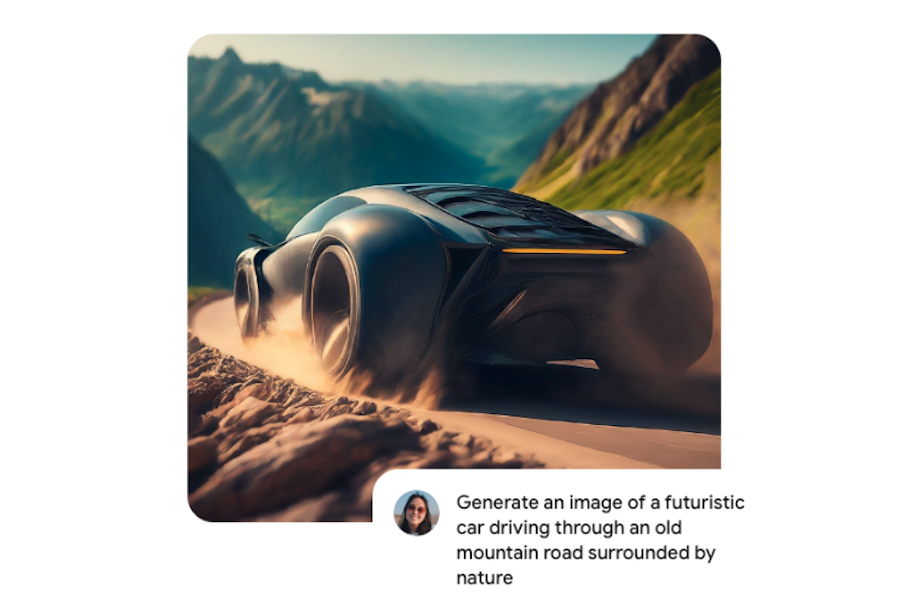 Generate an image of a futuristic
car driving through an old
mountain road surrounded by
nature